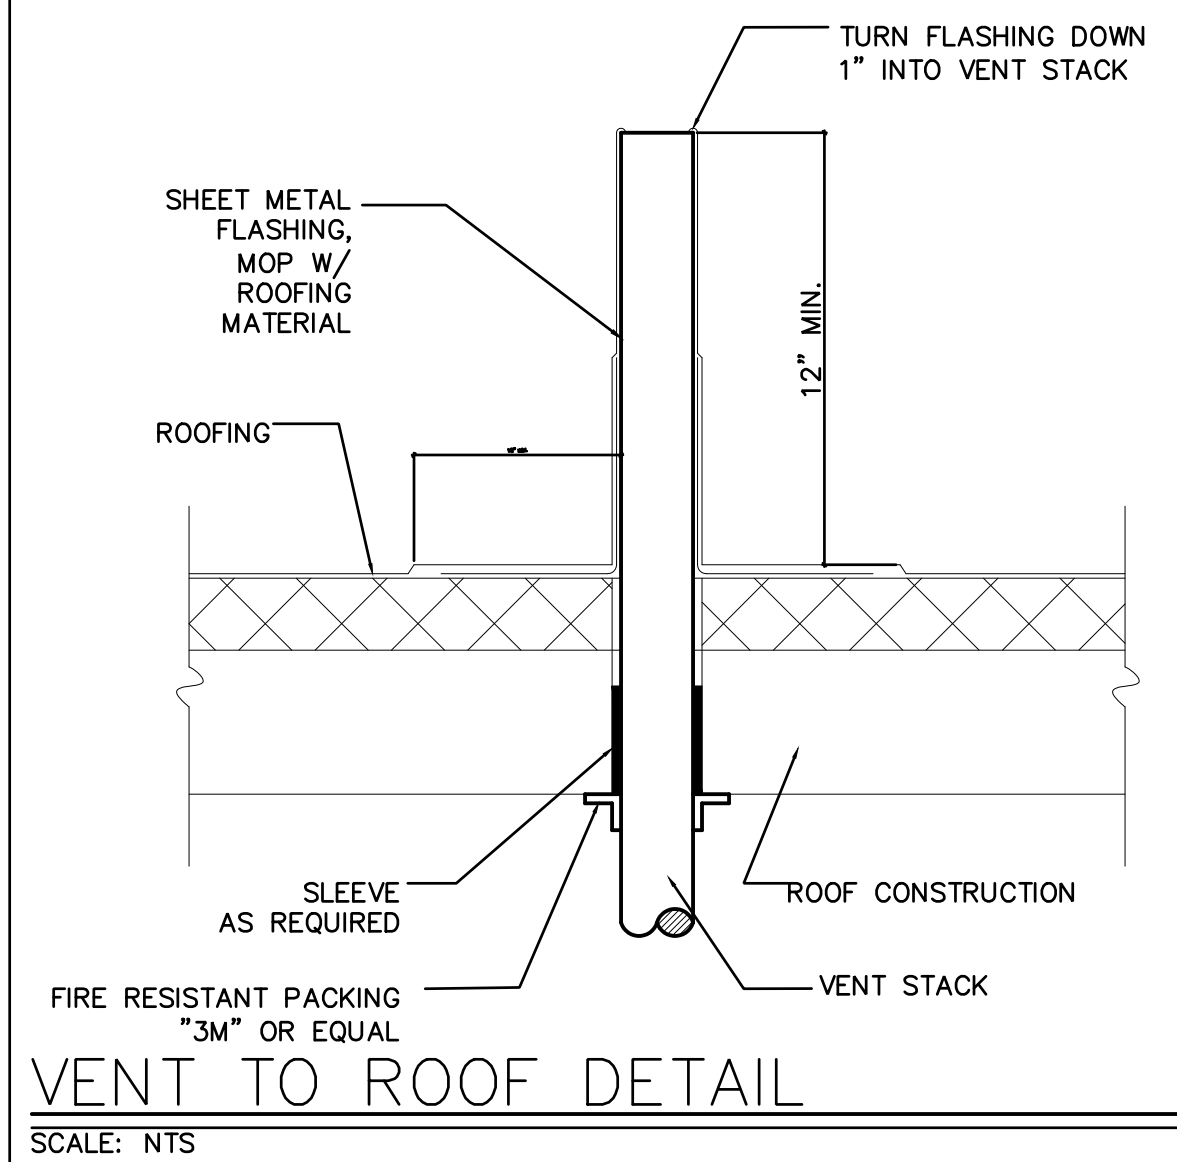 TURN FLASHING DOWN
1” INTO VENT STACK
SHEET METAL
FLASHING,
MOP W/
ROOFING
MATERIAL
12” MIN.
ROOFING
SLEEVE
AS REQUIRED
ROOF CONSTRUCTION
FIRE RESISTANT PACKING
”3M” OR EQUAL
VENT STACK
VENT TO ROOF DETAIL
SCALE: NTS